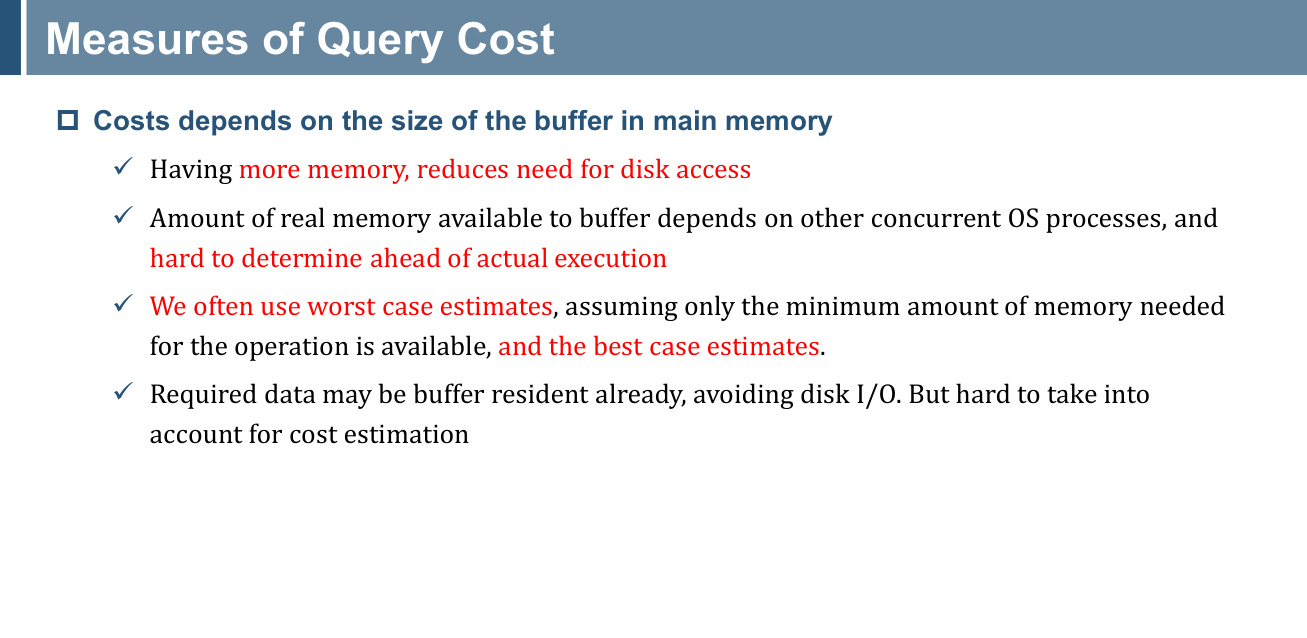 Measures of Query Cost
Costs depends on the size of the buffer in main memory
Having more memory, reduces need for disk access
Amount of real memory available to buffer depends on other concurrent OS processes, and
hard to determine ahead of actual execution
We often use worst case estimates, assuming only the minimum amount of memory needed
for the operation is available, and the best case estimates.
Required data may be buffer resident already, avoiding disk I/O. But hard to take into
account for cost estimation